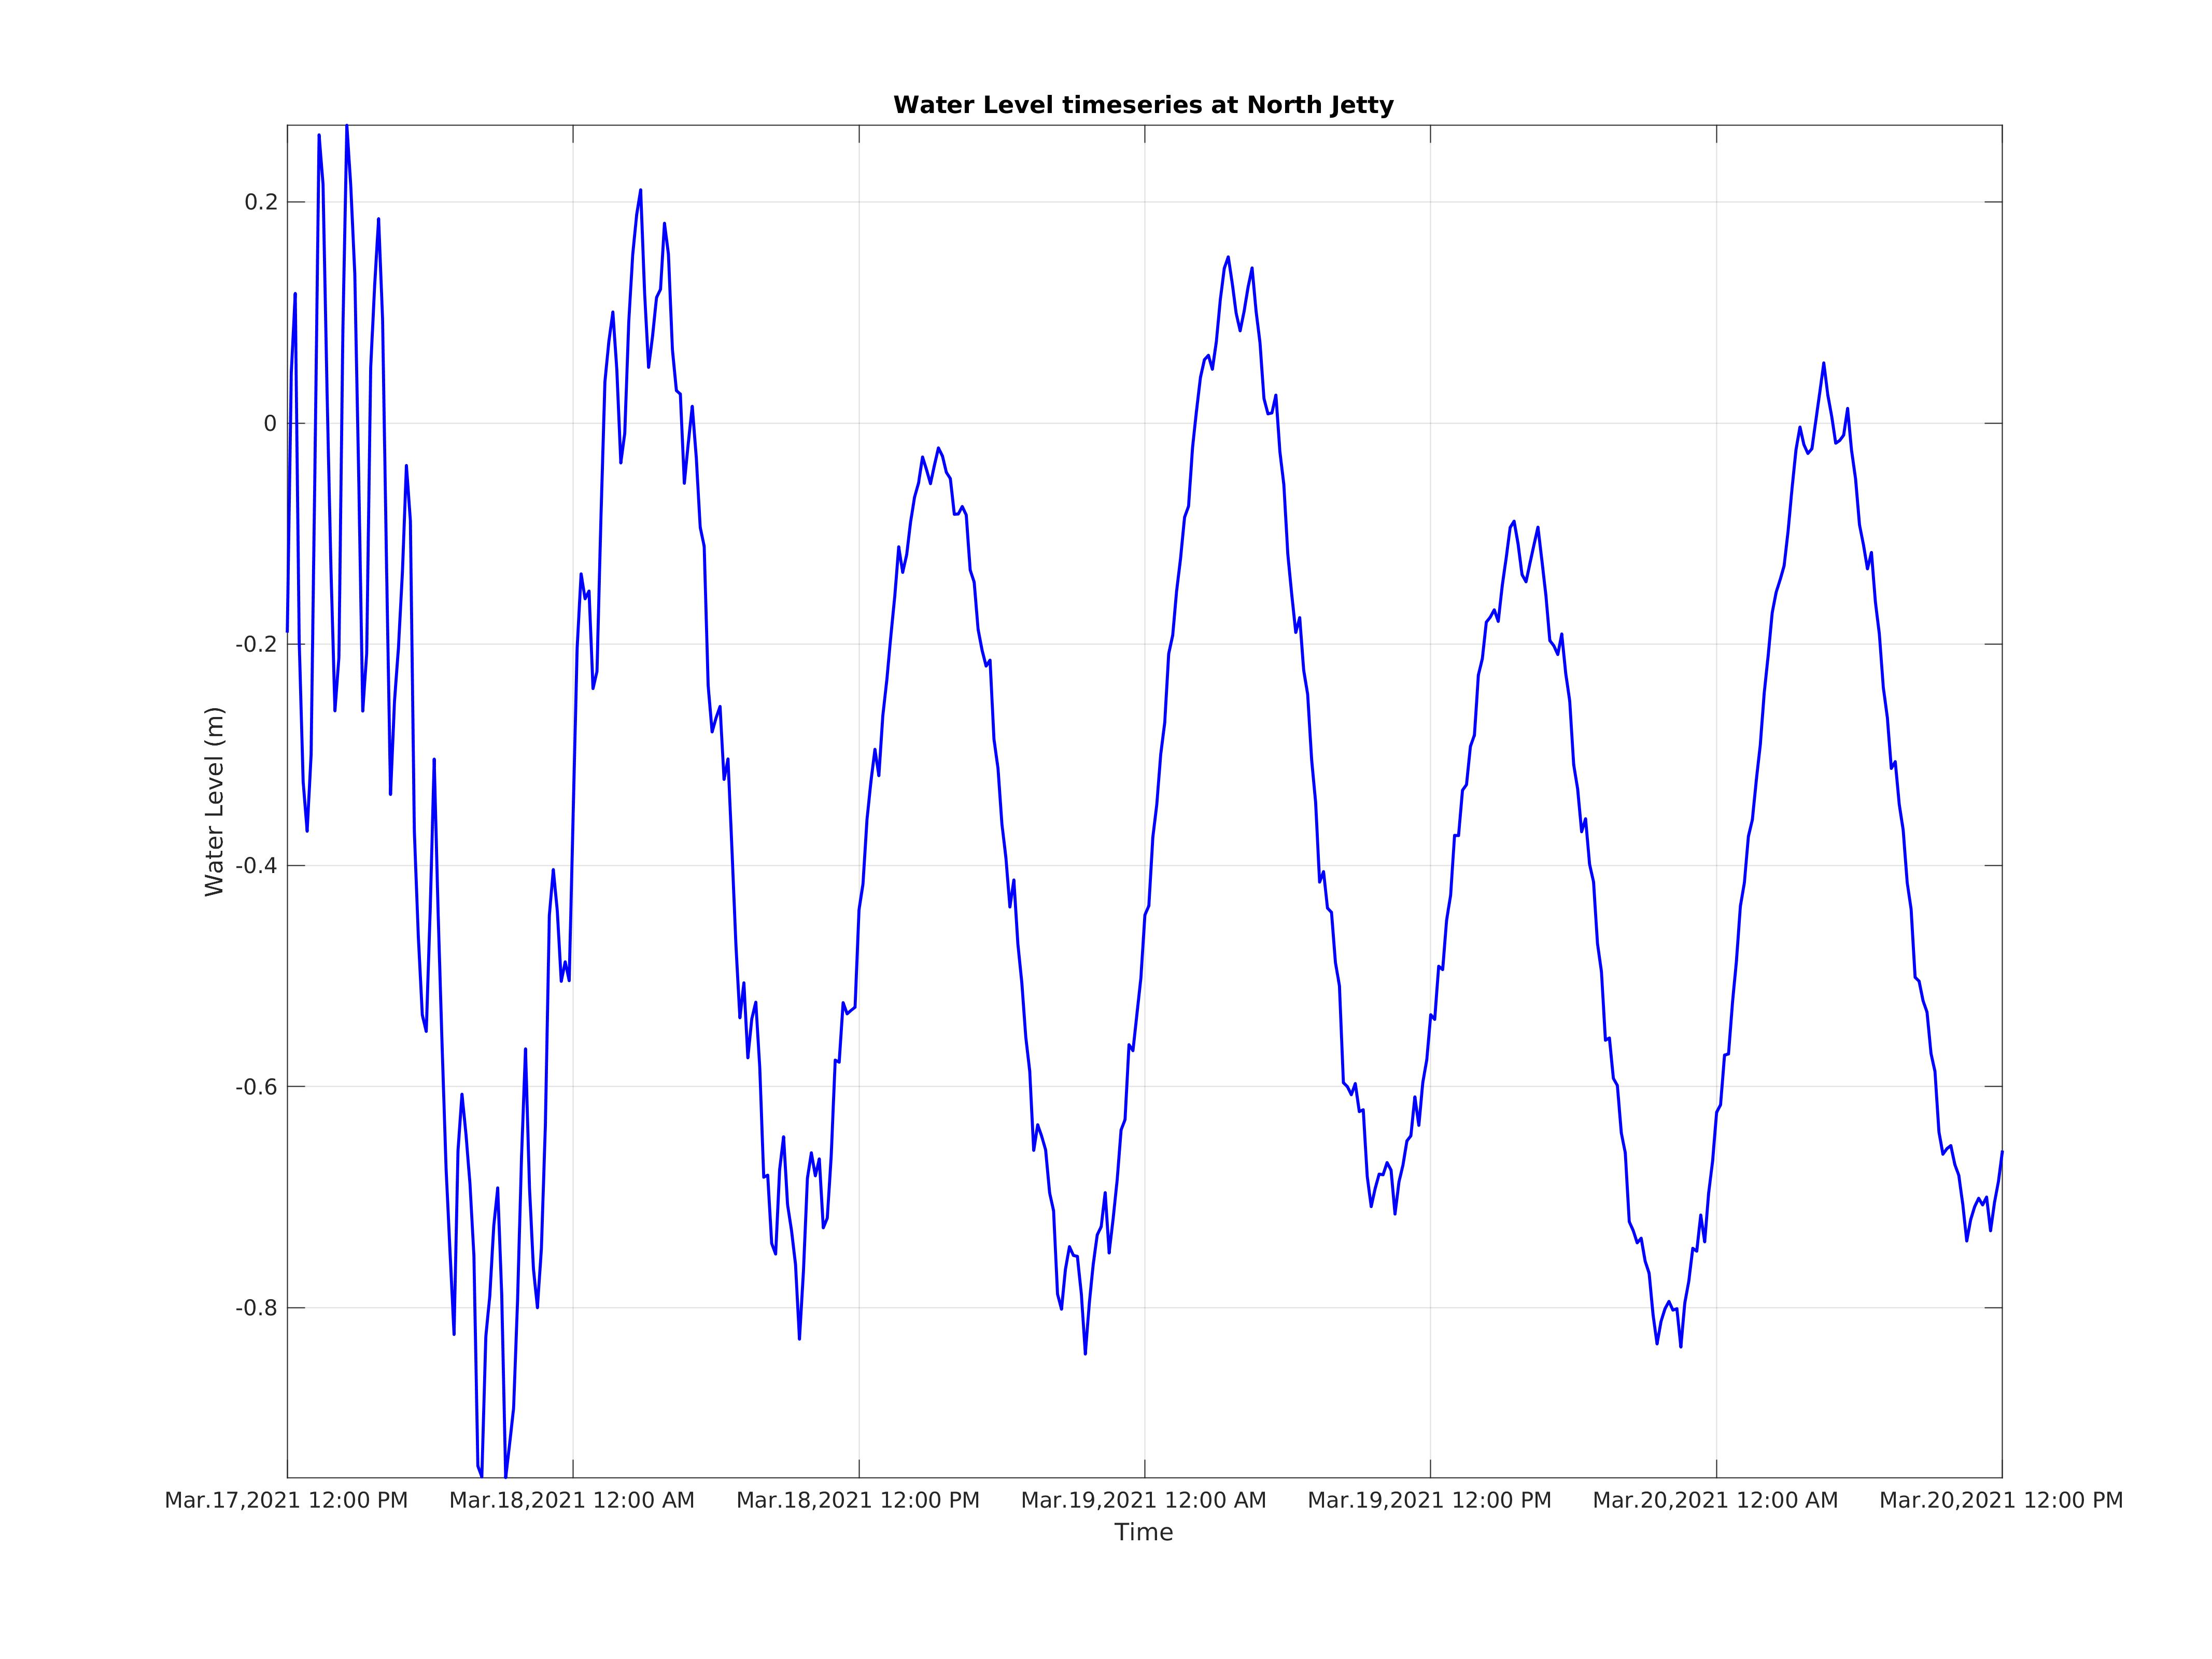 Water Level timeseries at North Jetty
0.2
0
-0.2
-0.4
-0.6
-0.8
Water Level (m)
Mar.17,2021 12:00 PM Mar.18,2021 12:00 AM Mar.18,2021 12:00 PM Mar.19,2021 12:00 AM Mar.19,2021 12:00 PM Mar.20,2021 12:00 AM Mar.20,2021 12:00 PM
Time